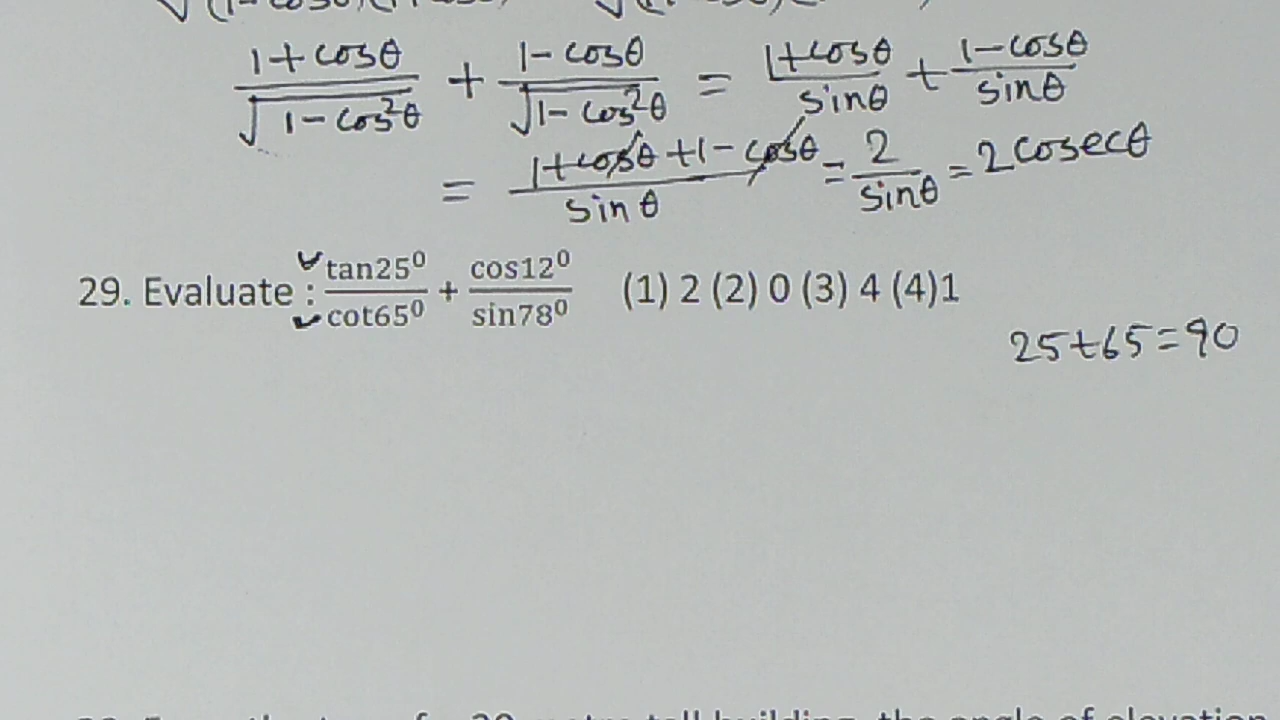 1+cosθ/√1-cos²θ + 1-cosθ/√1-cos²θ = 1+cosθ/sinθ + 1-cosθ/sinθ
= 1+cosθ+1-cosθ/sinθ = 2/sinθ = 2cosecθ
29. Evaluate : tan25⁰/cot65⁰ + cos12⁰/sin78⁰ (1) 2 (2) 0 (3) 4 (4)1
25+65=90